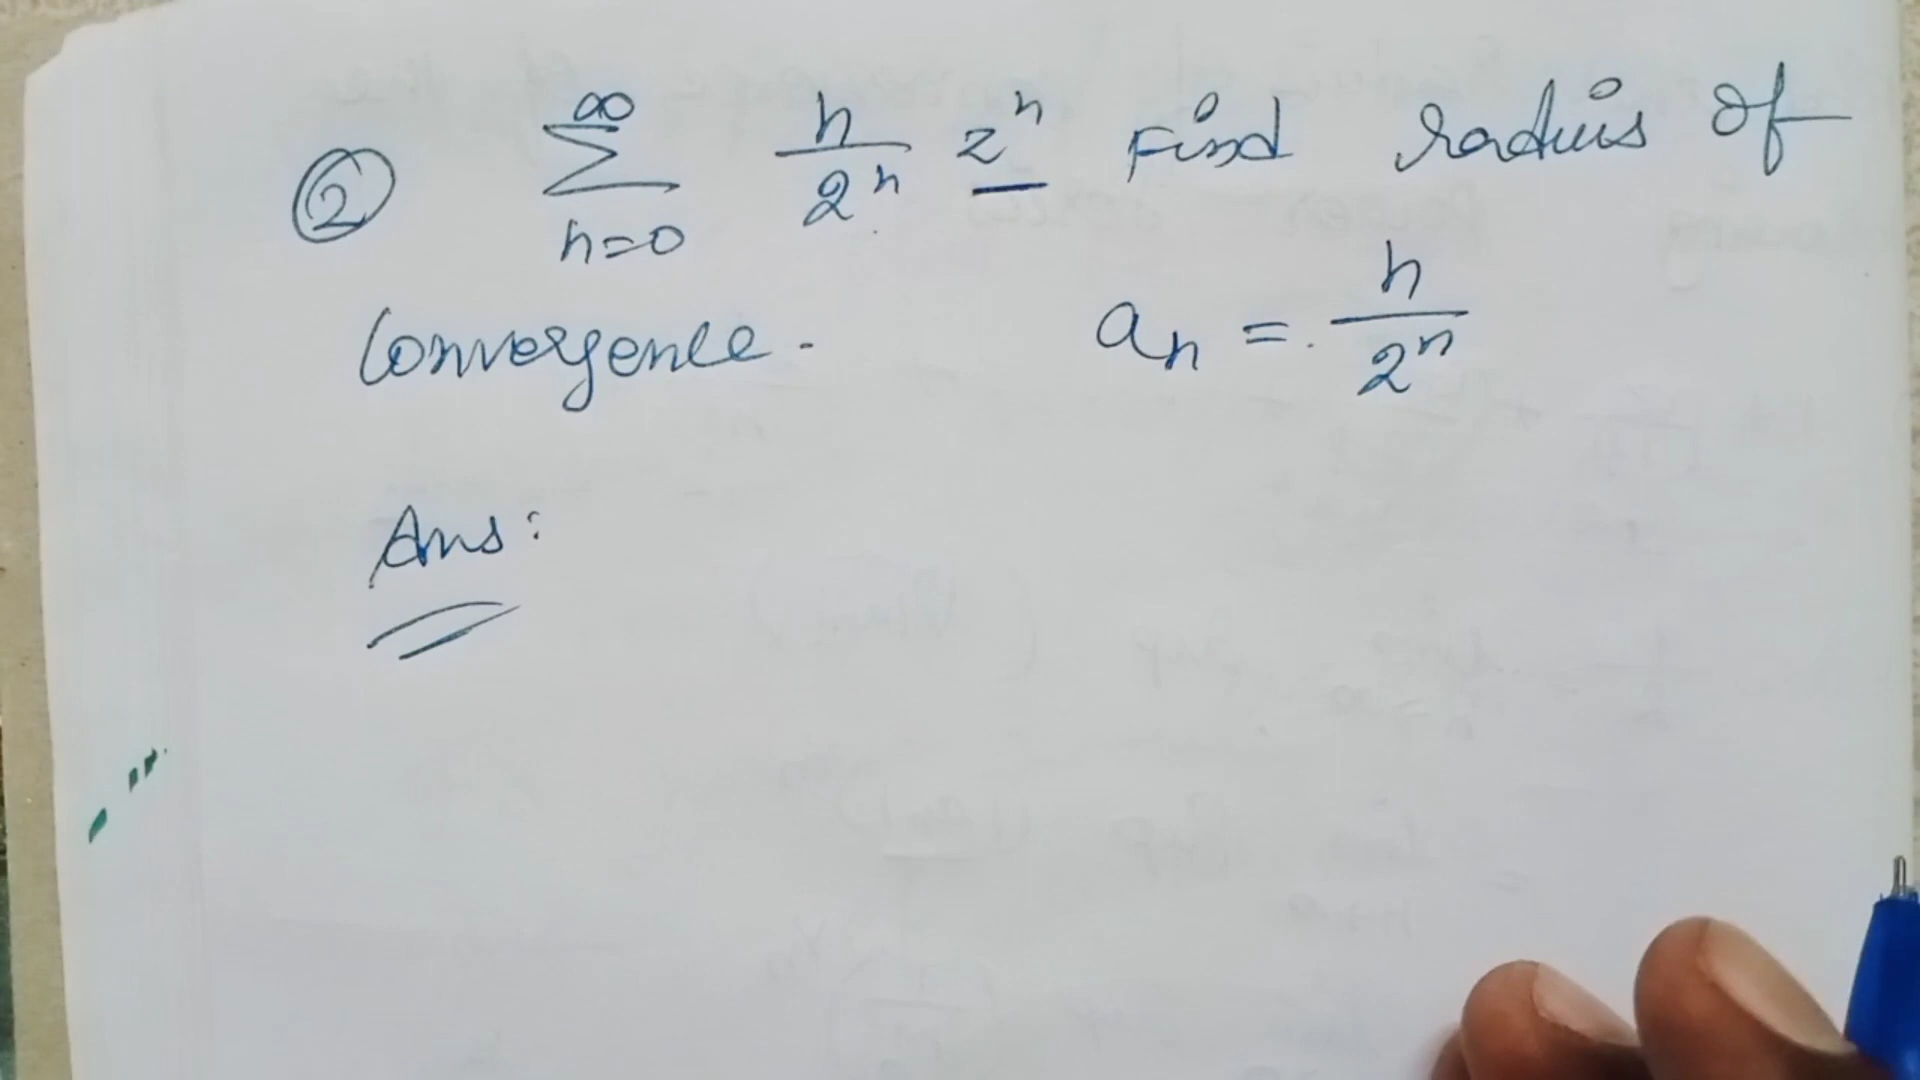 ② ∑_{n=0}^{∞} n/2^n z^n Find radius of
Convergence. a_n = n/2^n
Ans: